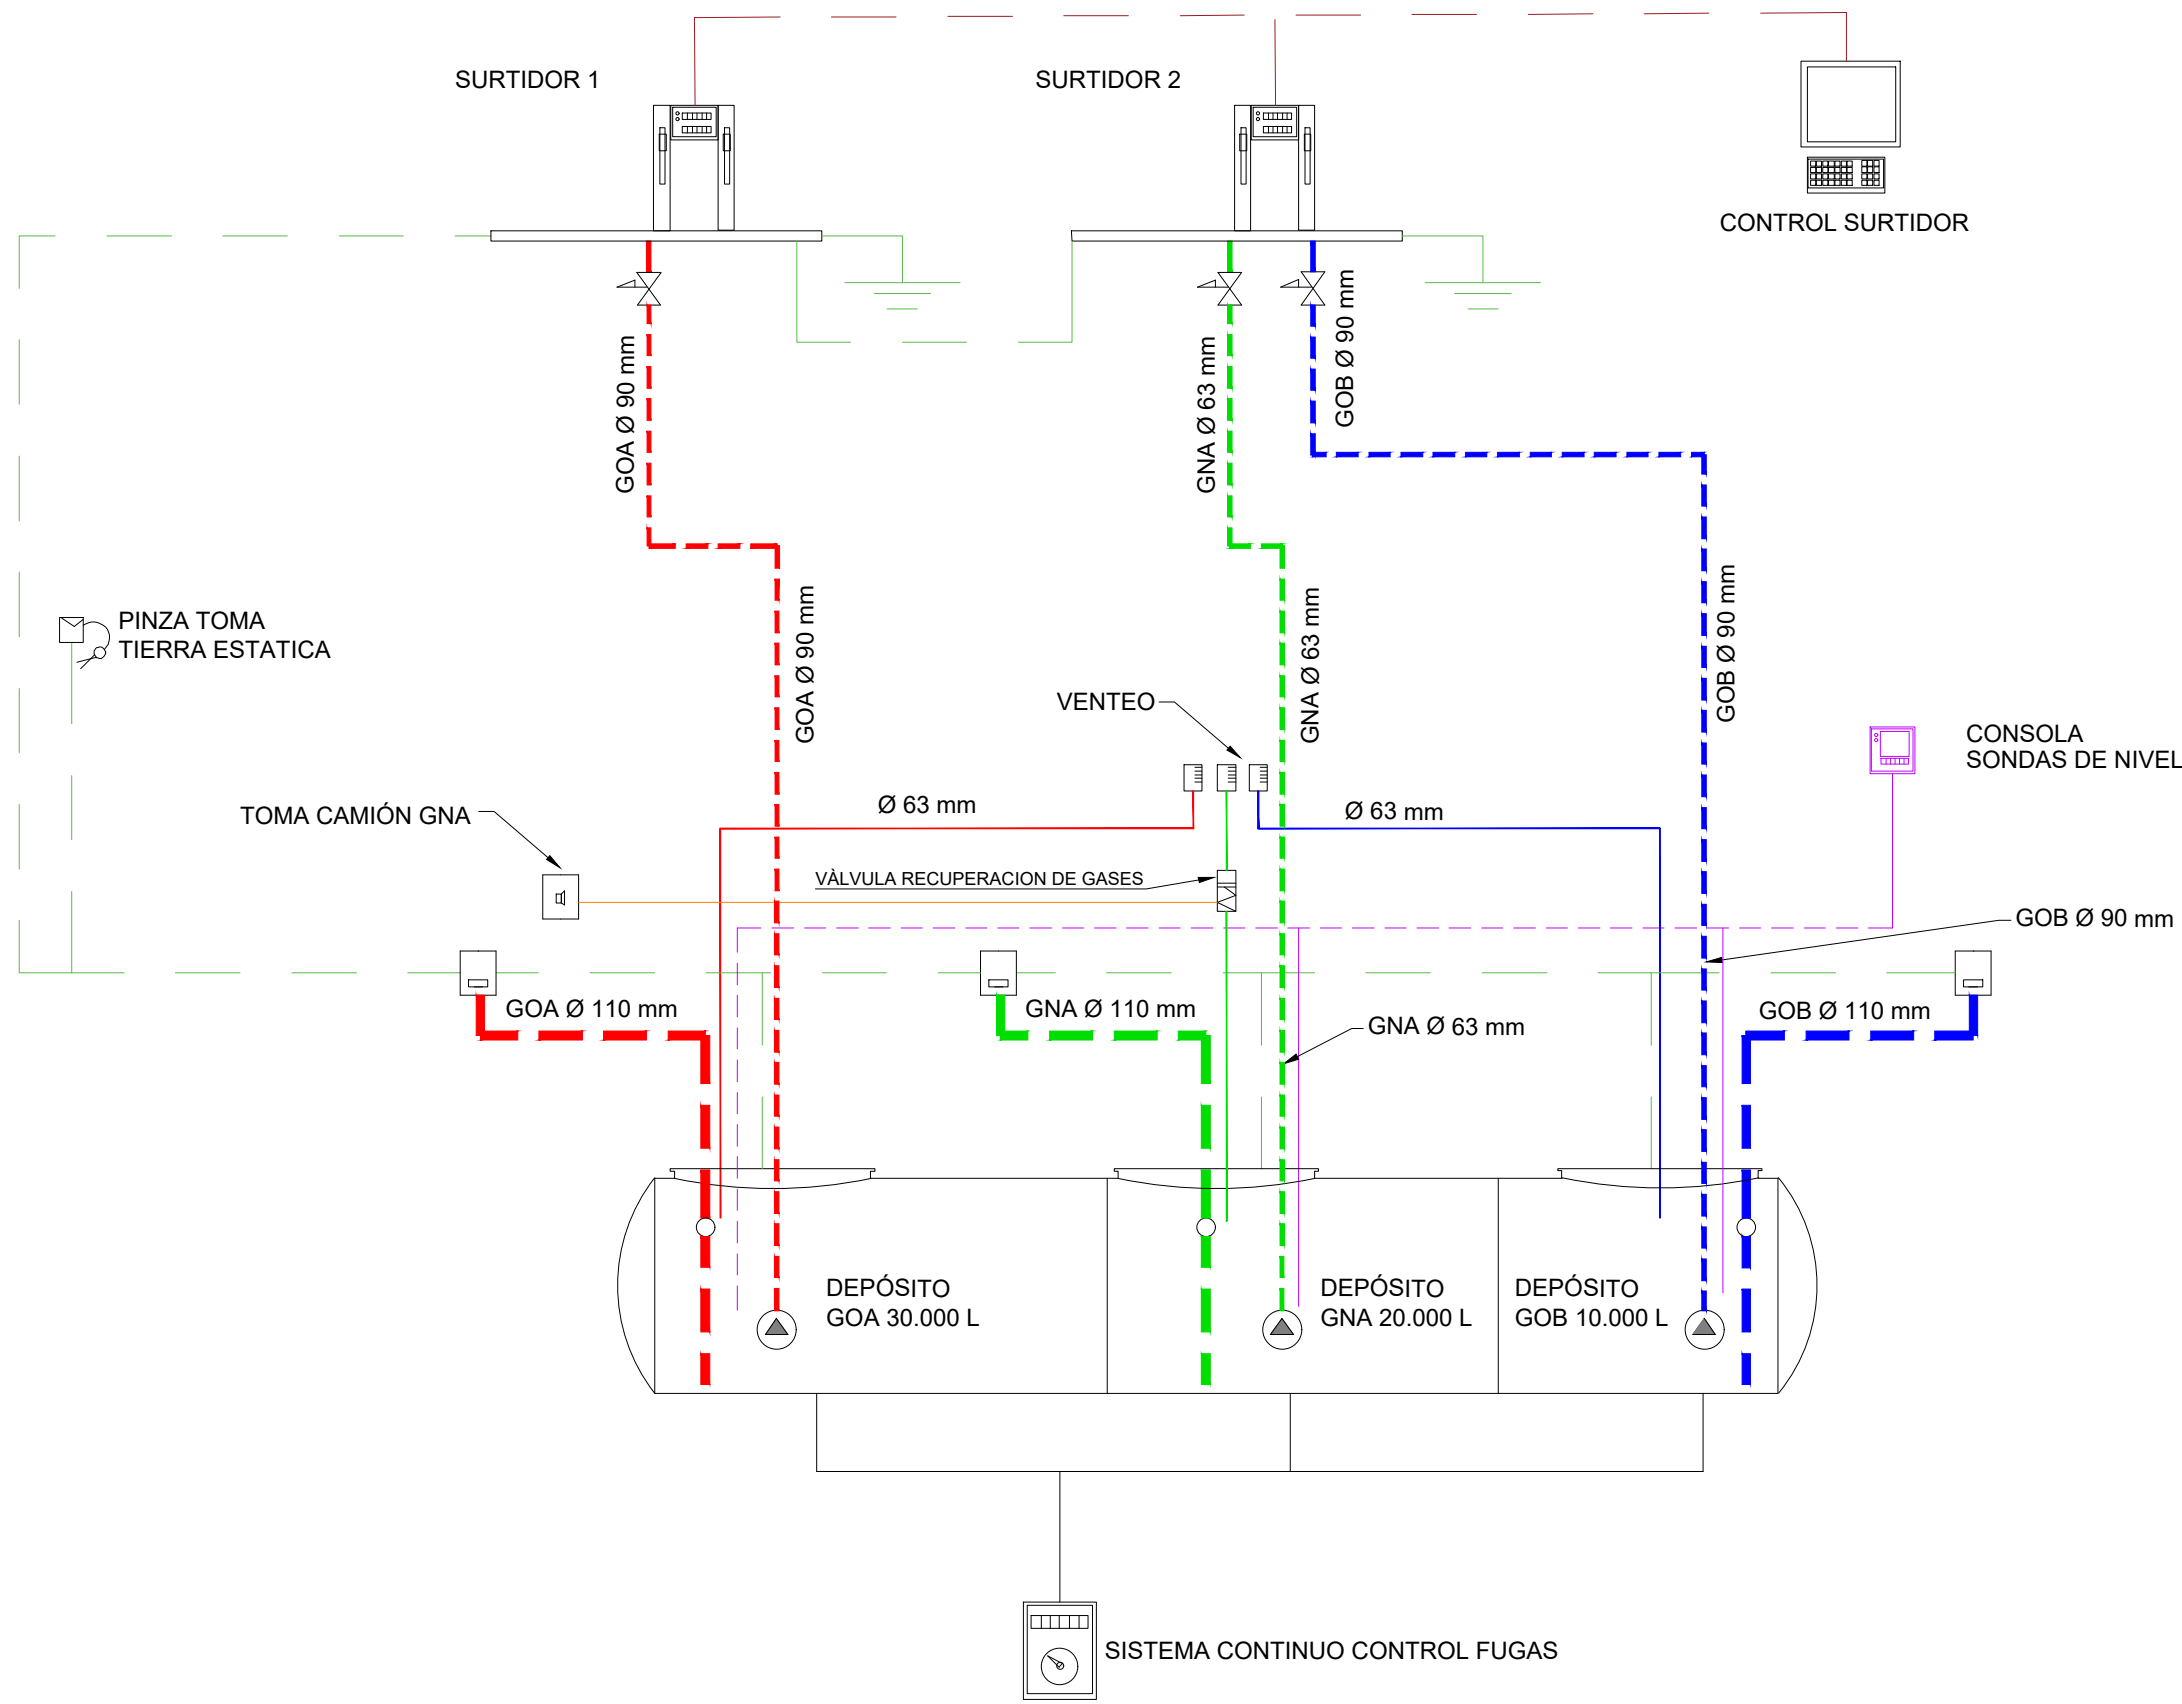 SURTIDOR 1
SURTIDOR 2
CONTROL SURTIDOR
GOA Ø 90 mm
GNA Ø 63 mm
GOB Ø 90 mm
PINZA TOMA
TIERRA ESTATICA
GOA Ø 90 mm
GNA Ø 63 mm
GOB Ø 90 mm
VENTEO
CONSOLA
SONDAS DE NIVEL
TOMA CAMIÓN GNA
Ø 63 mm
Ø 63 mm
VÀLVULA RECUPERACION DE GASES
GOB Ø 90 mm
GOA Ø 110 mm
GNA Ø 110 mm
GOB Ø 110 mm
GNA Ø 63 mm
DEPÓSITO
GOA 30.000 L
DEPÓSITO
GNA 20.000 L
DEPÓSITO
GOB 10.000 L
SISTEMA CONTINUO CONTROL FUGAS